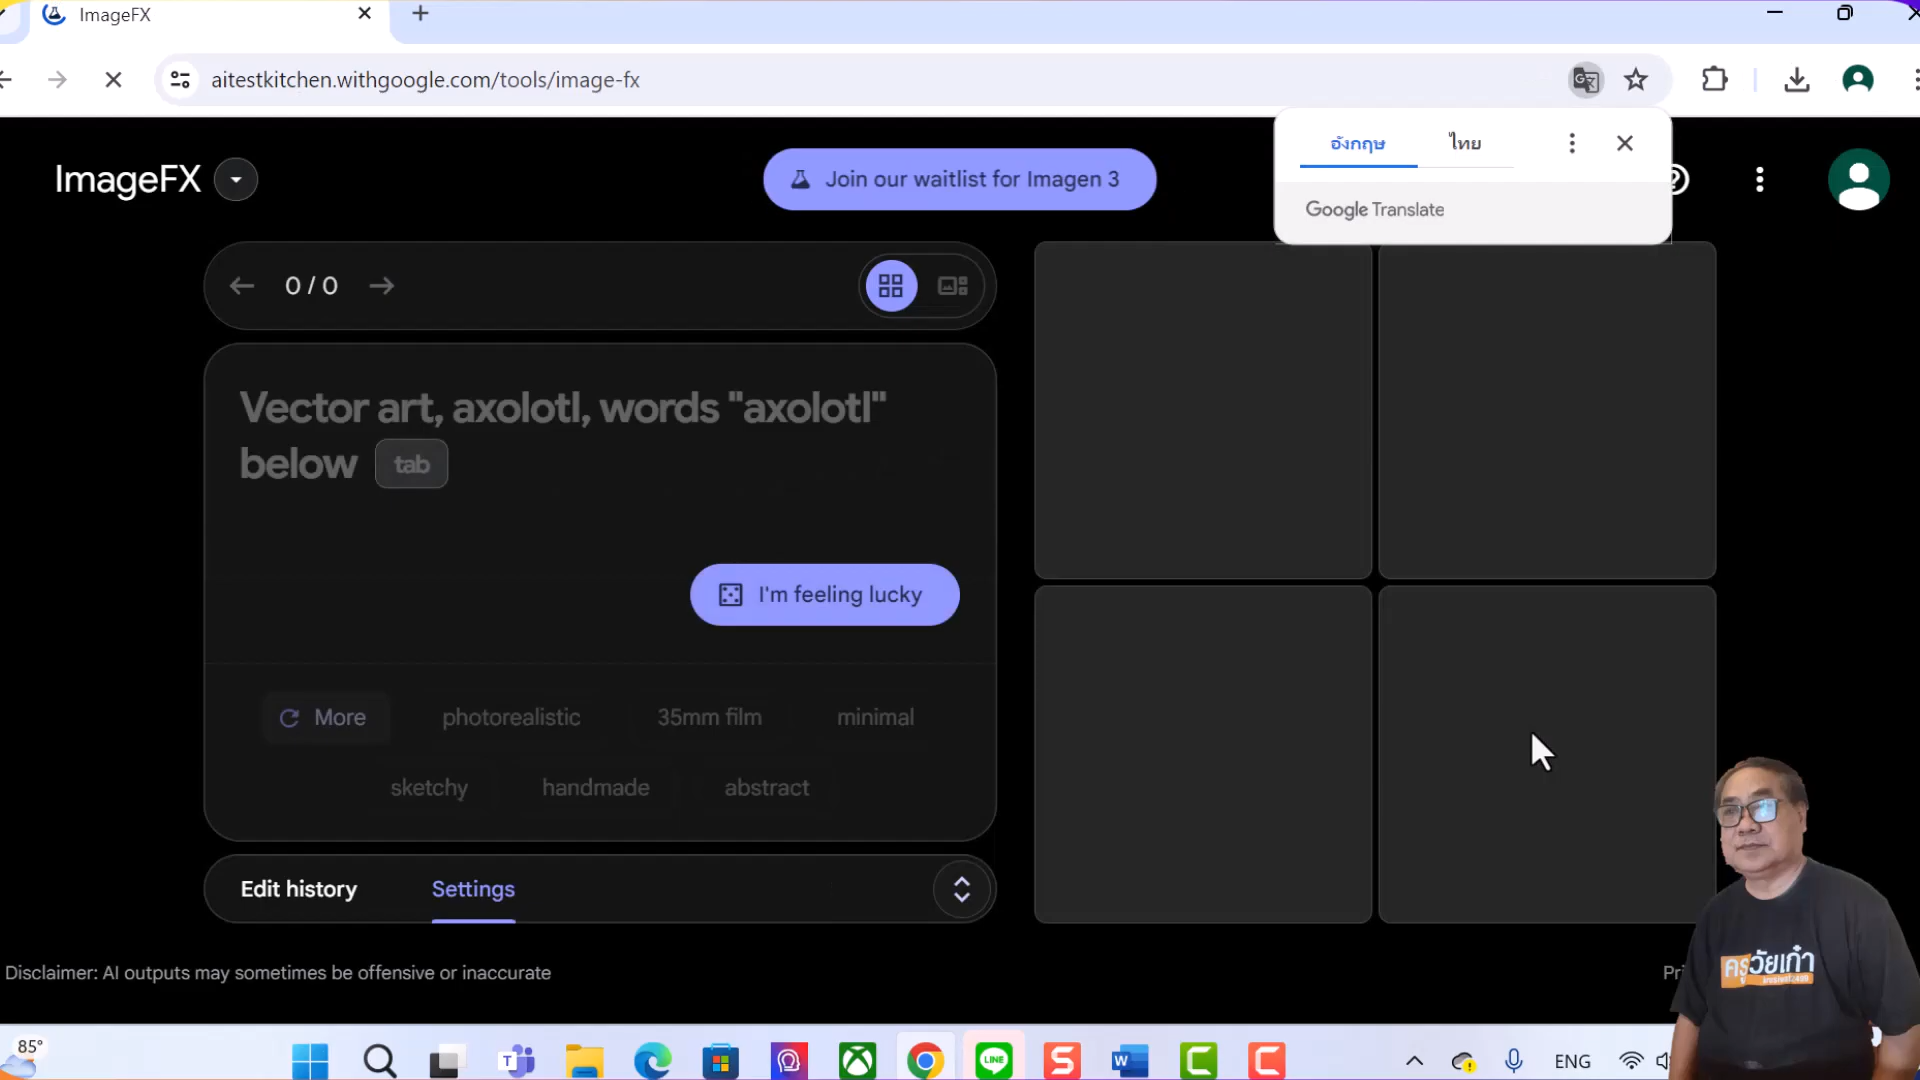 ImageFX
aitestkitchen.withgoogle.com/tools/image-fx
อังกฤษ
ไทย
Google Translate
ImageFX
Join our waitlist for Imagen 3
0 / 0
Vector art, axolotl, words "axolotl"
below tab
I'm feeling lucky
More
photorealistic
35mm film
minimal
sketchy
handmade
abstract
Edit history
Settings
Disclaimer: AI outputs may sometimes be offensive or inaccurate
Pri
ครูวัยเก๋า
85°
ENG
LINE